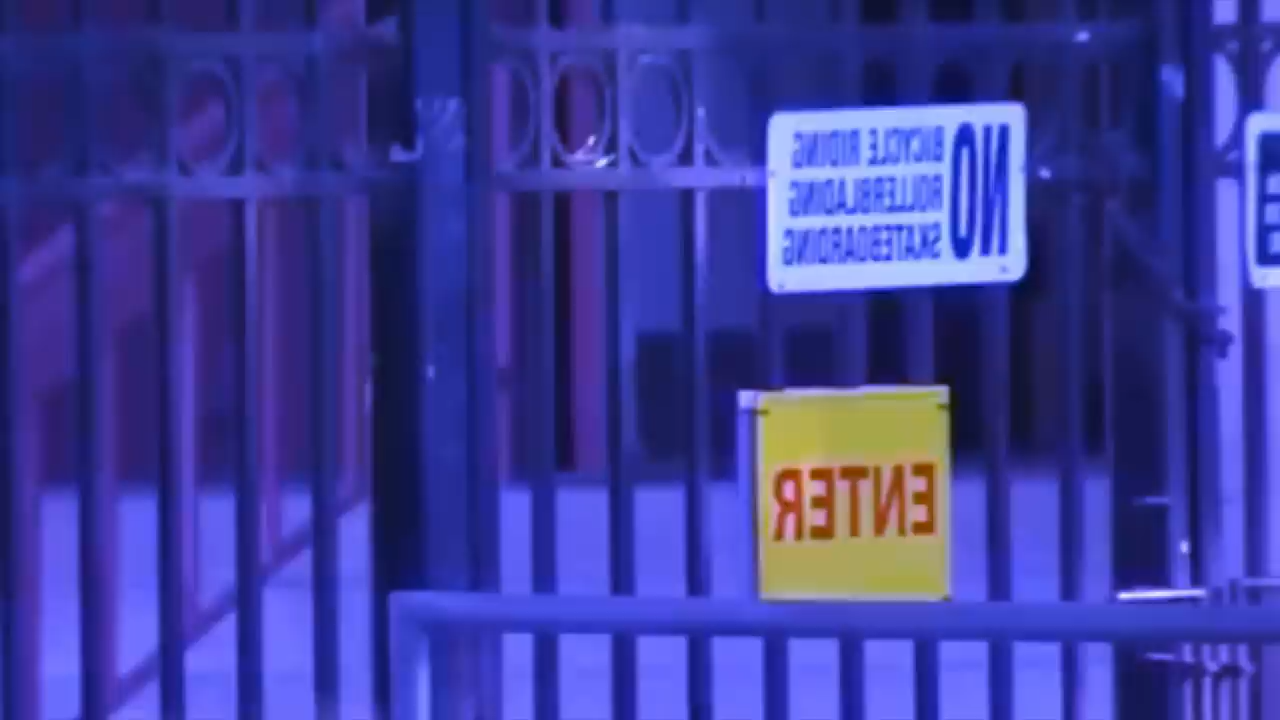 NO
BICYCLE RIDING
ROLLERBLADING
SKATEBOARDING
ENTER